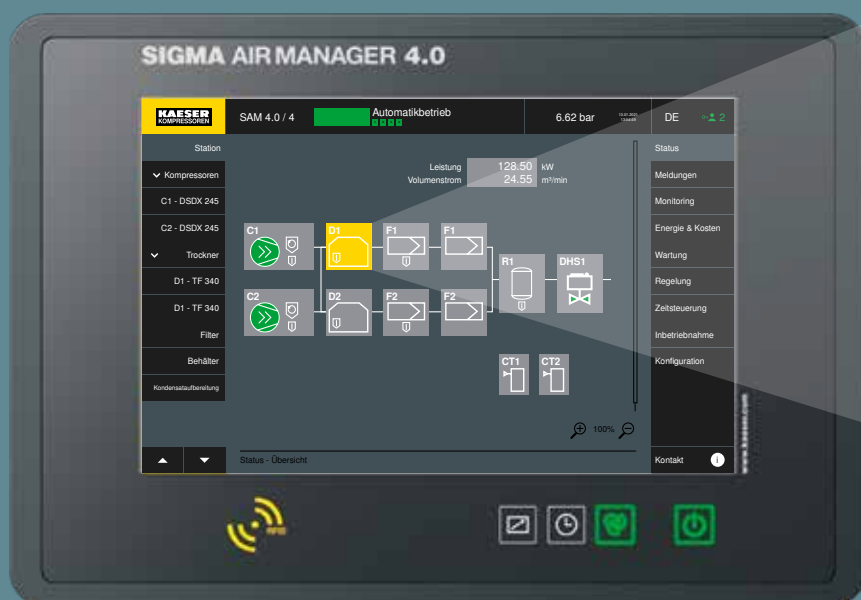 SIGMA AIR MANAGER 4.0
KAESER
KOMPRESSOREN
SAM 4.0 / 4
Automatikbetrieb
6.62 bar
DE
2
Station
Kompressoren
C1 - DSDX 245
C2 - DSDX 245
Trockner
D1 - TF 340
D1 - TF 340
Filter
Behälter
Kondensataufbereitung
Leistung 128.50 kW
Volumenstrom 24.55 m³/min
C1 D1 F1 F1
R1 DHS1
C2 D2 F2 F2
CT1 CT2
100%
Status - Übersicht
Status
Meldungen
Monitoring
Energie & Kosten
Wartung
Regelung
Zeitsteuerung
Inbetriebnahme
Konfiguration
Kontakt i
www.kaeser.com
RFID